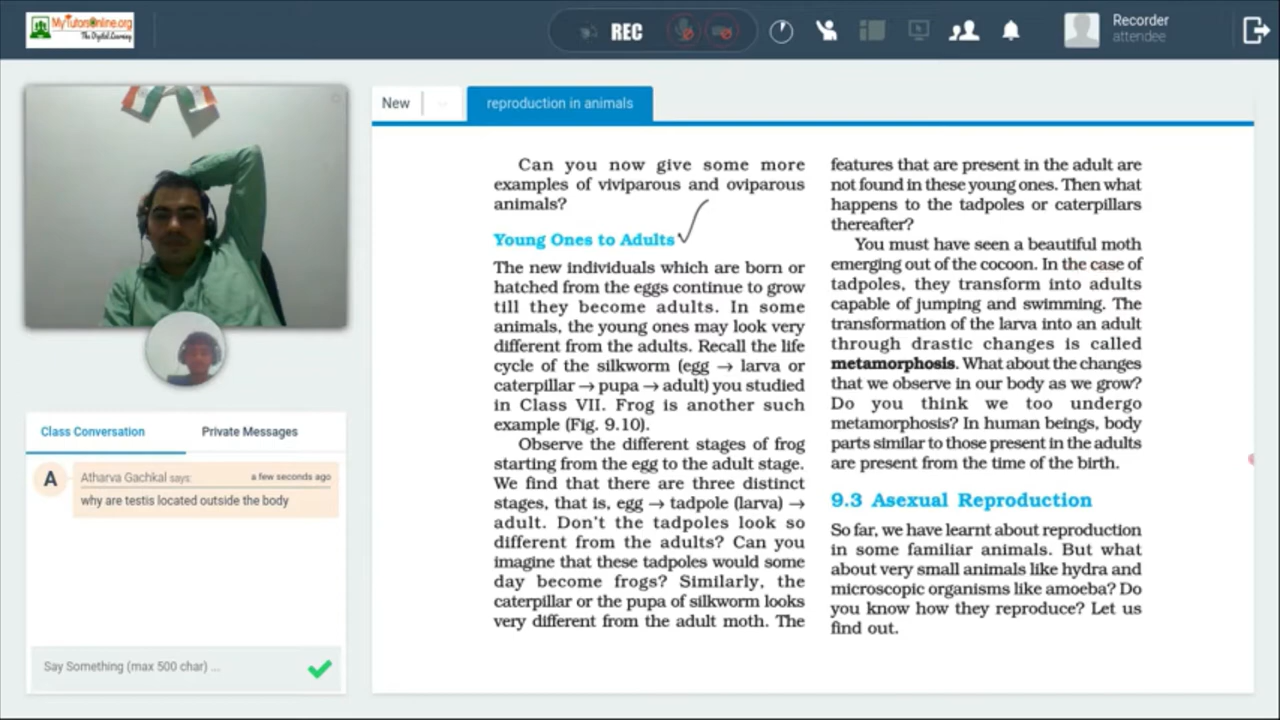 MyTutorsOnline.org
The Digital Learning
REC
Recorder
attendee
New
reproduction in animals
Can you now give some more
examples of viviparous and oviparous
animals?
Young Ones to Adults
The new individuals which are born or
hatched from the eggs continue to grow
till they become adults. In some
animals, the young ones may look very
different from the adults. Recall the life
cycle of the silkworm (egg → larva or
caterpillar → pupa → adult) you studied
in Class VII. Frog is another such
example (Fig. 9.10).
Observe the different stages of frog
starting from the egg to the adult stage.
We find that there are three distinct
stages, that is, egg → tadpole (larva) →
adult. Don't the tadpoles look so
different from the adults? Can you
imagine that these tadpoles would some
day become frogs? Similarly, the
caterpillar or the pupa of silkworm looks
very different from the adult moth. The
features that are present in the adult are
not found in these young ones. Then what
happens to the tadpoles or caterpillars
thereafter?
You must have seen a beautiful moth
emerging out of the cocoon. In the case of
tadpoles, they transform into adults
capable of jumping and swimming. The
transformation of the larva into an adult
through drastic changes is called
metamorphosis. What about the changes
that we observe in our body as we grow?
Do you think we too undergo
metamorphosis? In human beings, body
parts similar to those present in the adults
are present from the time of the birth.
9.3 Asexual Reproduction
So far, we have learnt about reproduction
in some familiar animals. But what
about very small animals like hydra and
microscopic organisms like amoeba? Do
you know how they reproduce? Let us
find out.
Class Conversation
Private Messages
A
Atharva Gachkal says:
a few seconds ago
why are testis located outside the body
Say Something (max 500 char) ...